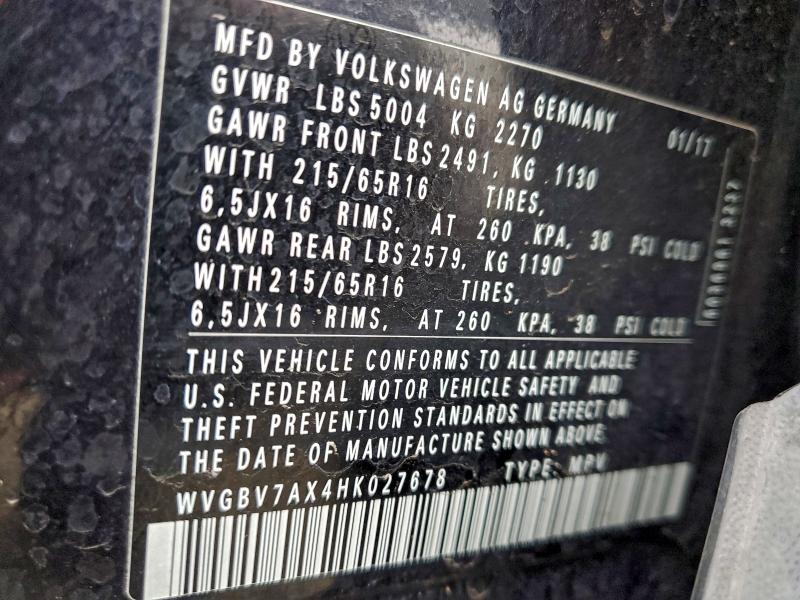 MFD BY VOLKSWAGEN AG GERMANY 01/17
GVWR LBS 5004 KG 2270
GAWR FRONT LBS 2491, KG 1130
WITH 215/65R16 TIRES,
6,5JX16 RIMS, AT 260 KPA, 38 PSI COLD
GAWR REAR LBS 2579, KG 1190
WITH 215/65R16 TIRES,
6,5JX16 RIMS, AT 260 KPA, 38 PSI COLD
THIS VEHICLE CONFORMS TO ALL APPLICABLE
U.S. FEDERAL MOTOR VEHICLE SAFETY AND
THEFT PREVENTION STANDARDS IN EFFECT ON
THE DATE OF MANUFACTURE SHOWN ABOVE.
WVGBV7AX4HK027678 TYPE: MPV